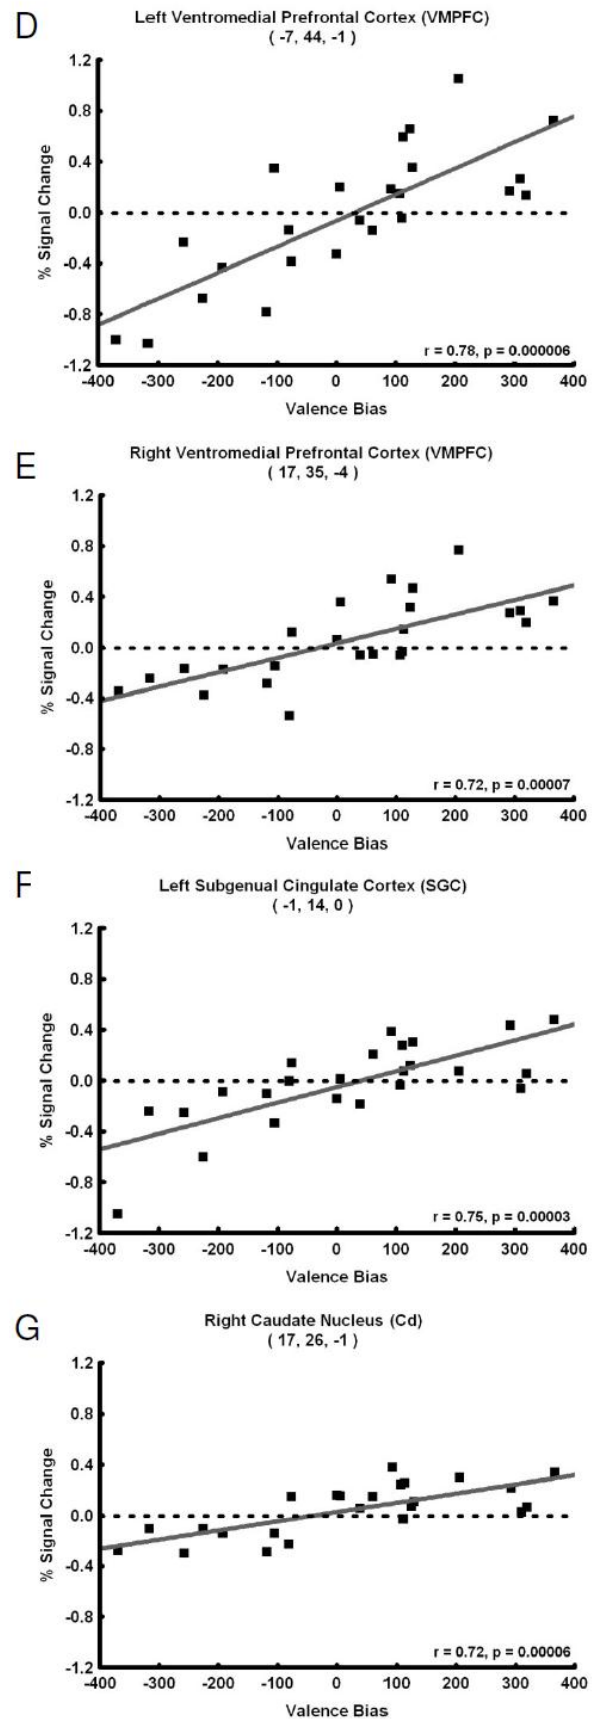 D
Left Ventromedial Prefrontal Cortex (VMPFC)
( -7, 44, -1 )
1.2
0.8
0.4
0.0
-0.4
-0.8
-1.2
% Signal Change
r = 0.78, p = 0.000006
-400 -300 -200 -100 0 100 200 300 400
Valence Bias
E
Right Ventromedial Prefrontal Cortex (VMPFC)
( 17, 35, -4 )
1.2
0.8
0.4
0.0
-0.4
-0.8
-1.2
% Signal Change
r = 0.72, p = 0.00007
-400 -300 -200 -100 0 100 200 300 400
Valence Bias
F
Left Subgenual Cingulate Cortex (SGC)
( -1, 14, 0 )
1.2
0.8
0.4
0.0
-0.4
-0.8
-1.2
% Signal Change
r = 0.75, p = 0.00003
-400 -300 -200 -100 0 100 200 300 400
Valence Bias
G
Right Caudate Nucleus (Cd)
( 17, 26, -1 )
1.2
0.8
0.4
0.0
-0.4
-0.8
-1.2
% Signal Change
r = 0.72, p = 0.00006
-400 -300 -200 -100 0 100 200 300 400
Valence Bias